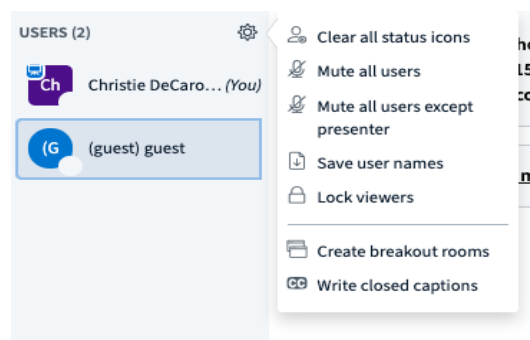 USERS (2)
Ch
Christie DeCaro... (You)
(G
(guest) guest
Clear all status icons
Mute all users
Mute all users except
presenter
Save user names
Lock viewers
Create breakout rooms
CC
Write closed captions